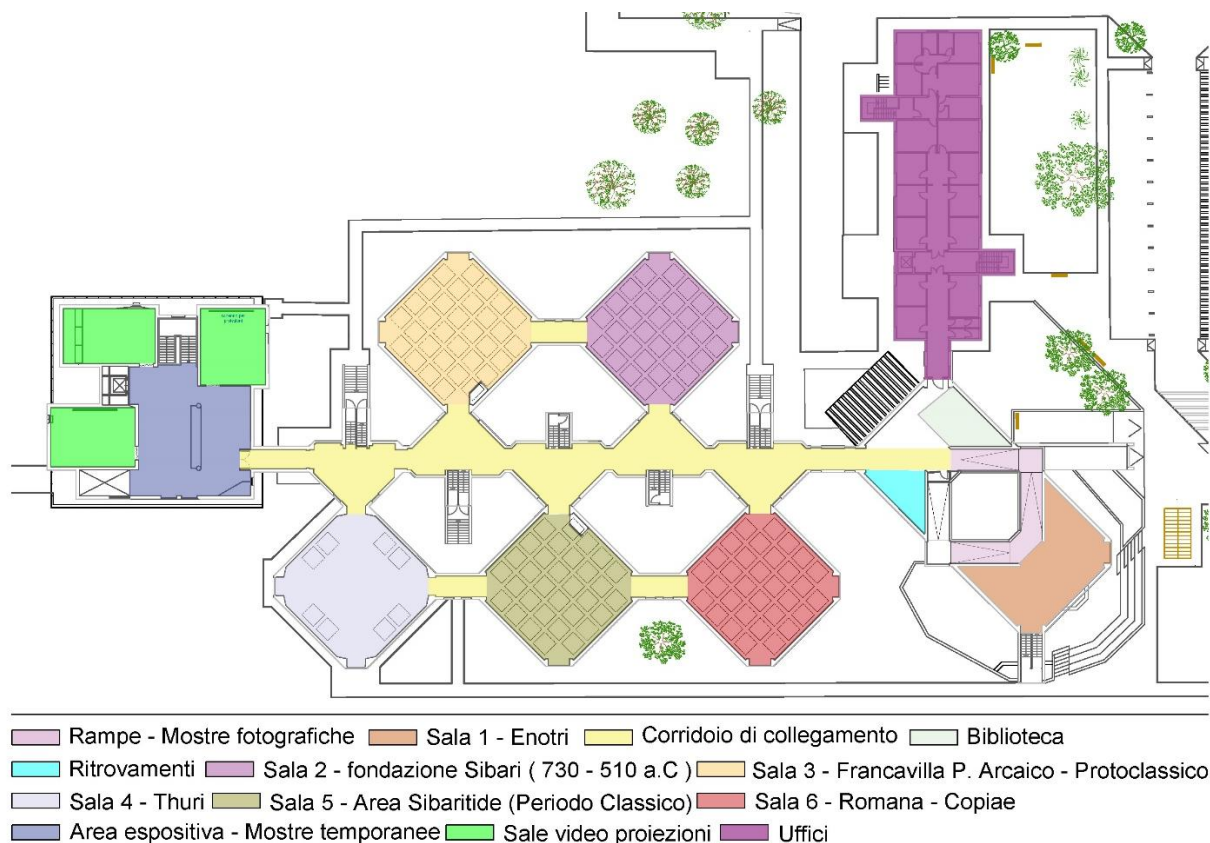 Rampe - Mostre fotografiche Sala 1 - Enotri Corridoio di collegamento Biblioteca
Ritrovamenti Sala 2 - fondazione Sibari ( 730 - 510 a.C ) Sala 3 - Francavilla P. Arcaico - Protoclassico
Sala 4 - Thuri Sala 5 - Area Sibaritide (Periodo Classico) Sala 6 - Romana - Copiae
Area espositiva - Mostre temporanee Sale video proiezioni Uffici